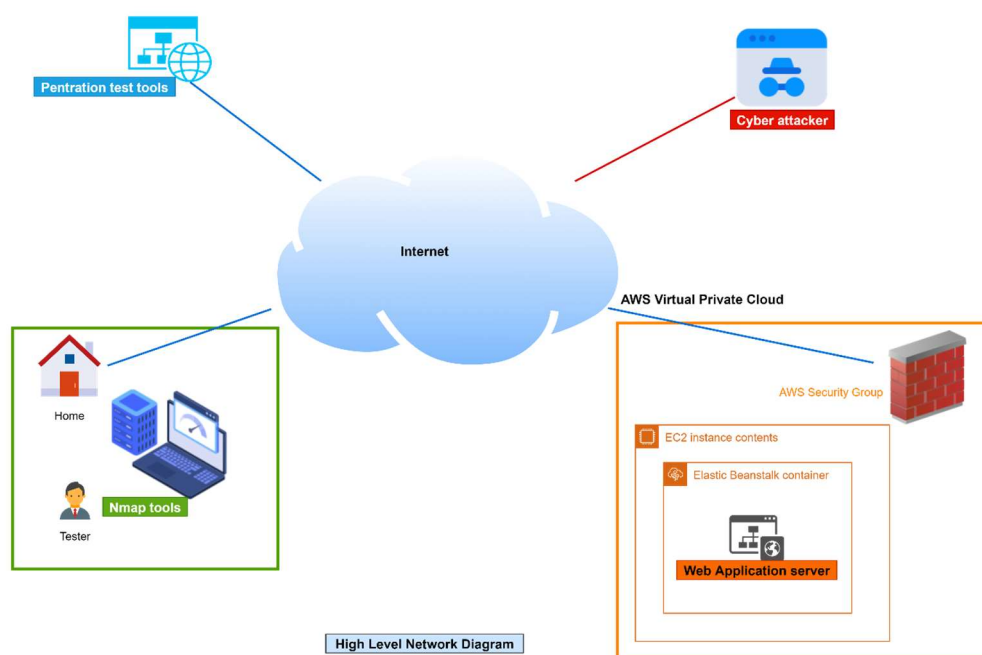 Pentration test tools
Cyber attacker
Internet
AWS Virtual Private Cloud
Home
Nmap tools
Tester
AWS Security Group
EC2 instance contents
Elastic Beanstalk container
Web Application server
High Level Network Diagram